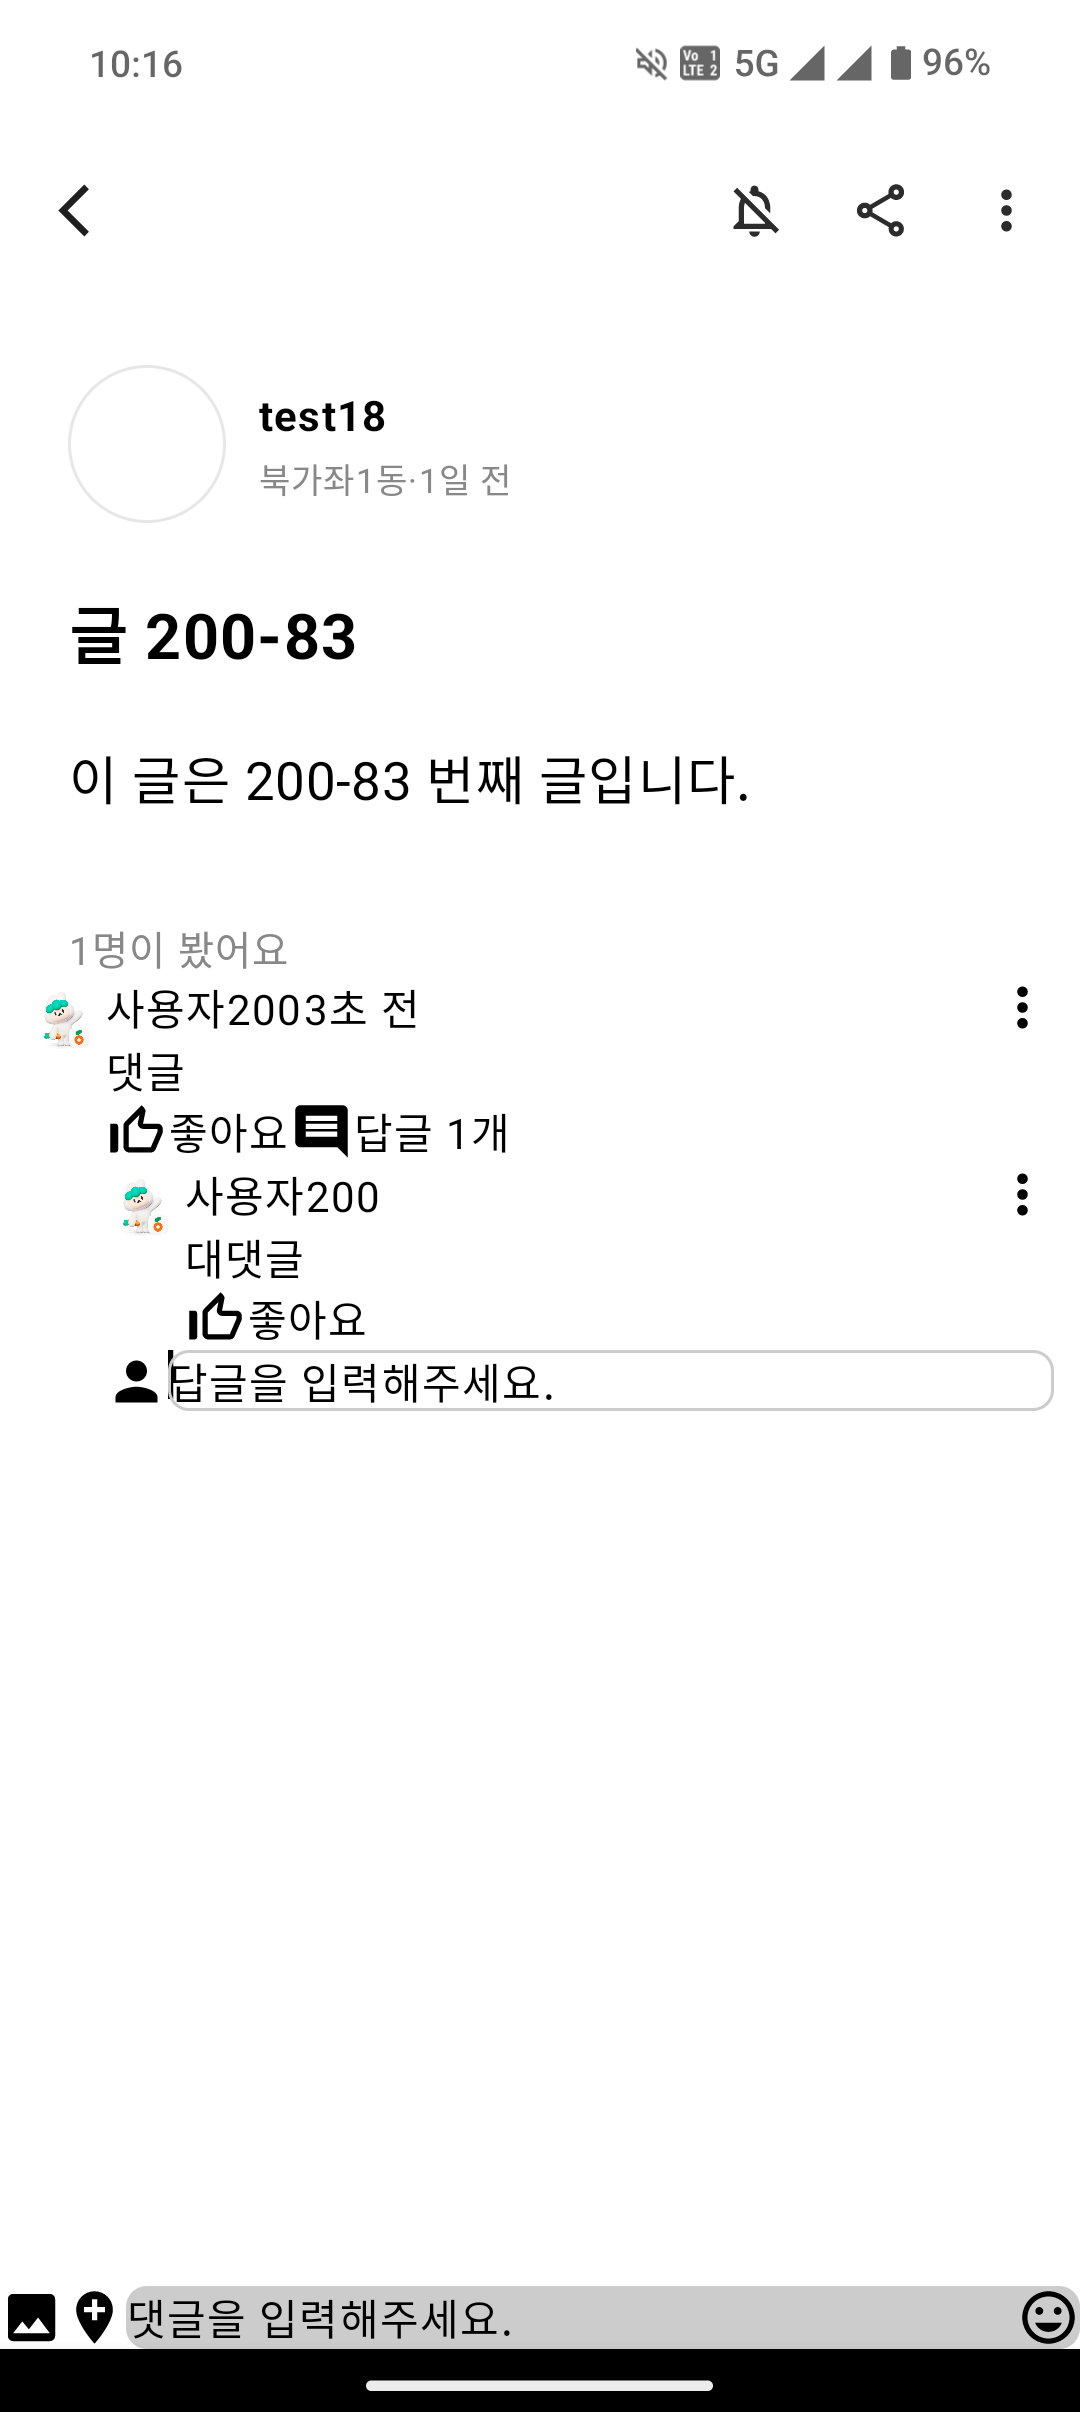 10:16 Vo LTE 1 2 5G 96%
test18
북가좌1동·1일 전
글 200-83
이 글은 200-83 번째 글입니다.
1명이 봤어요
사용자2003초 전
댓글
좋아요 답글 1개
사용자200
대댓글
좋아요
답글을 입력해주세요.
댓글을 입력해주세요.